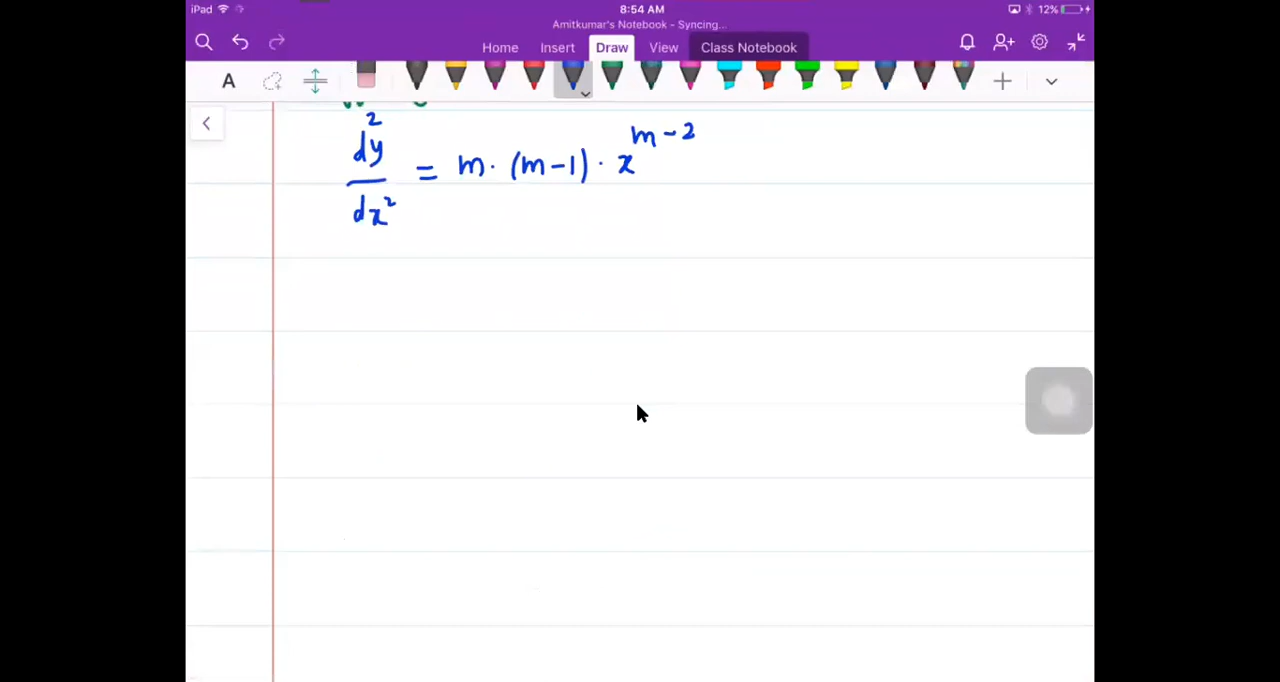 iPad 8:54 AM 12%
Amitkumar's Notebook - Syncing...
Home Insert Draw View Class Notebook
A
d²y/dx² = m · (m-1) · x^(m-2)